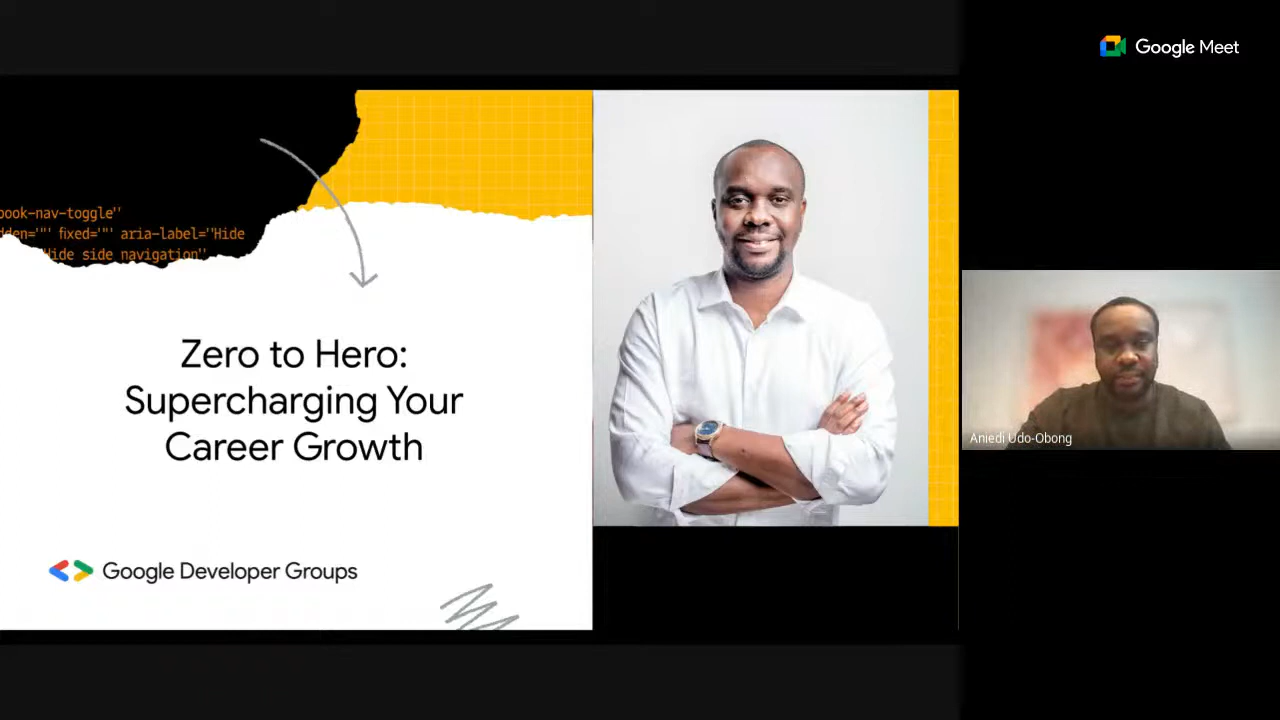 Google Meet
book-nav-toggle"
dden="" fixed="" aria-label="Hide
Hide side navigation"
Zero to Hero:
Supercharging Your
Career Growth
Google Developer Groups
Aniedi Udo-Obong